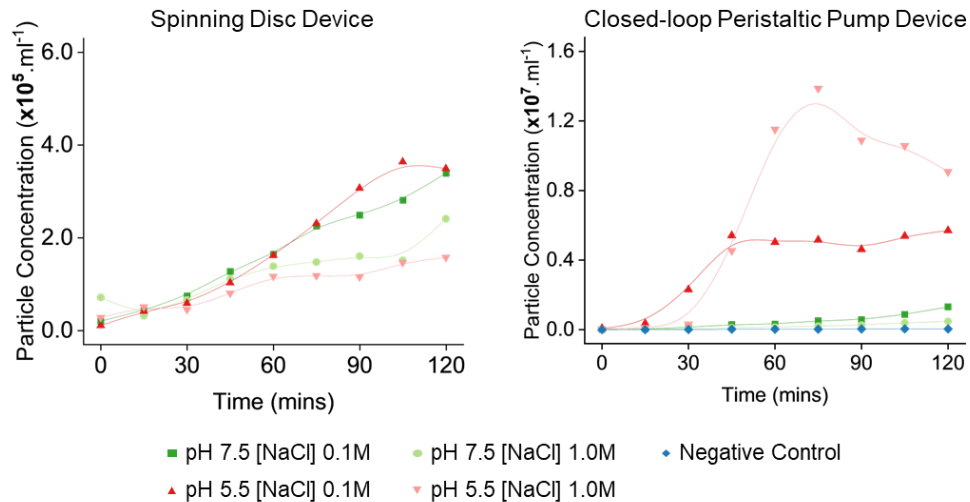 Spinning Disc Device
Closed-loop Peristaltic Pump Device
Particle Concentration (x10⁵.ml⁻¹)
6.0
4.0
2.0
0.0
0
30
60
90
120
Time (mins)
Particle Concentration (x10⁷.ml⁻¹)
1.6
1.2
0.8
0.4
0.0
0
30
60
90
120
Time (mins)
pH 7.5 [NaCl] 0.1M
pH 7.5 [NaCl] 1.0M
Negative Control
pH 5.5 [NaCl] 0.1M
pH 5.5 [NaCl] 1.0M